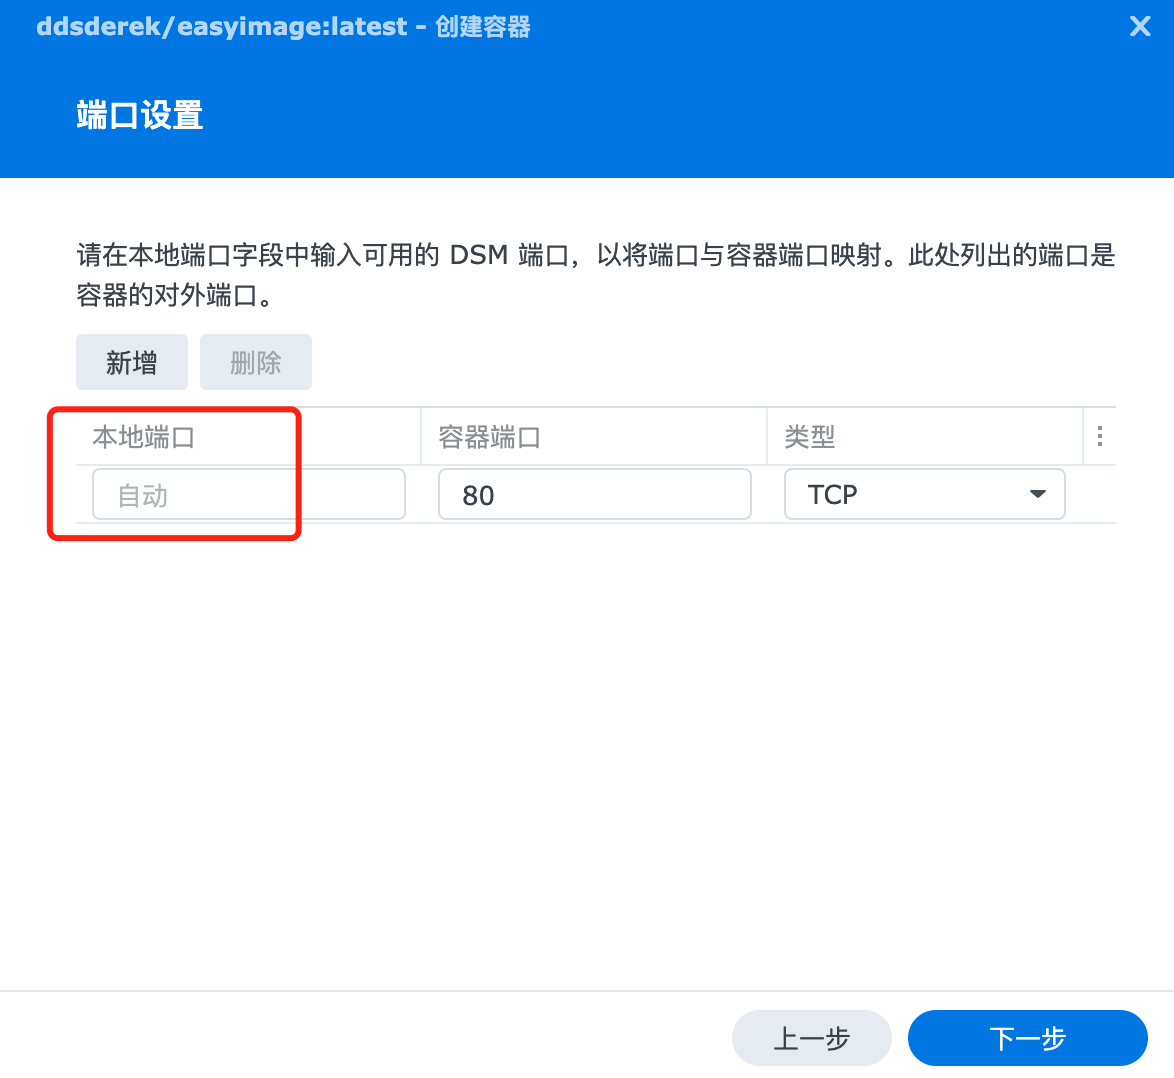 ddsderek/easyimage:latest - 创建容器
端口设置
请在本地端口字段中输入可用的 DSM 端口，以将端口与容器端口映射。此处列出的端口是
容器的对外端口。
新增 删除
本地端口 容器端口 类型
自动 80 TCP
上一步 下一步